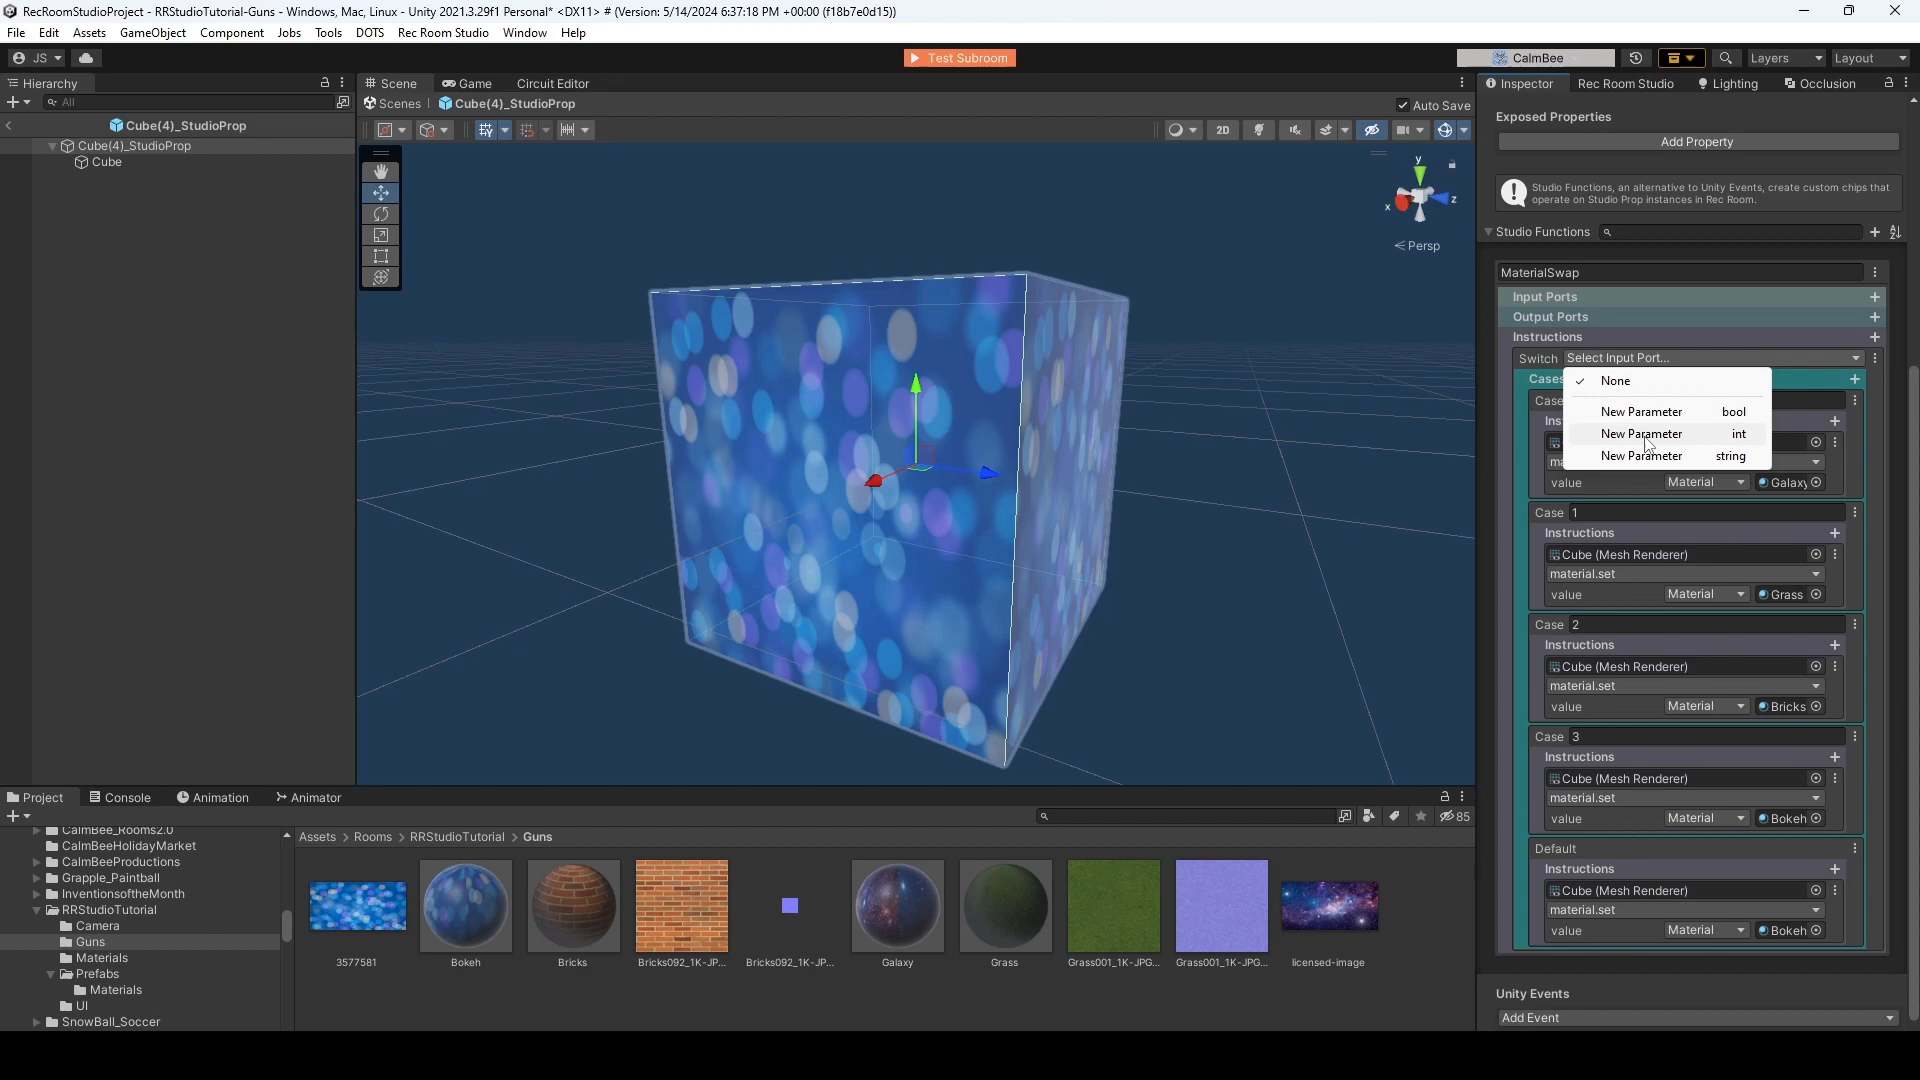 RecRoomStudioProject - RRStudioTutorial-Guns - Windows, Mac, Linux - Unity 2021.3.29f1 Personal* <DX11> # (Version: 5/14/2024 6:37:18 PM +00:00 (f18b7e0d15))
File Edit Assets GameObject Component Jobs Tools DOTS Rec Room Studio Window Help
JS Test Subroom CalmBee Layers Layout
Hierarchy Scene Game Circuit Editor Inspector Rec Room Studio Lighting Occlusion
All Scenes Cube(4)_StudioProp Auto Save
Cube(4)_StudioProp
Cube(4)_StudioProp
Cube
2D
y
x
z
Persp
Exposed Properties
Add Property
Studio Functions, an alternative to Unity Events, create custom chips that
operate on Studio Prop instances in Rec Room.
Studio Functions
MaterialSwap
Input Ports
Output Ports
Instructions
Switch Select Input Port...
Cases
None
Case
New Parameter bool
Ins
New Parameter int
New Parameter string
ma
value Material Galaxy
Case 1
Instructions
Cube (Mesh Renderer)
material.set
value Material Grass
Case 2
Instructions
Cube (Mesh Renderer)
material.set
value Material Bricks
Case 3
Instructions
Cube (Mesh Renderer)
material.set
value Material Bokeh
Default
Instructions
Cube (Mesh Renderer)
material.set
value Material Bokeh
Unity Events
Add Event
Project Console Animation Animator
85
Assets > Rooms > RRStudioTutorial > Guns
CalmBee_Rooms2.0
CalmBeeHolidayMarket
CalmBeeProductions
Grapple_Paintball
InventionsoftheMonth
RRStudioTutorial
Camera
Guns
Materials
Prefabs
Materials
UI
SnowBall_Soccer
3577581 Bokeh Bricks Bricks092_1K-JP... Bricks092_1K-JP... Galaxy Grass Grass001_1K-JPG... Grass001_1K-JPG... licensed-image